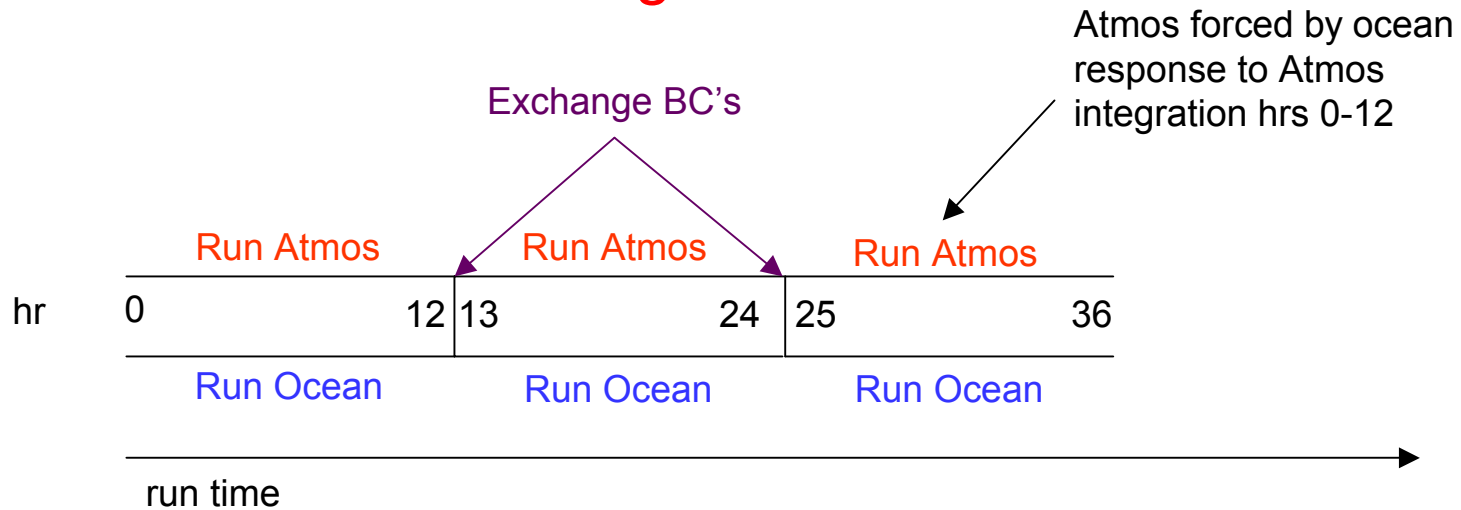 Atmos forced by ocean
response to Atmos
integration hrs 0-12
Exchange BC's
Run Atmos Run Atmos Run Atmos
hr 0 12 13 24 25 36
Run Ocean Run Ocean Run Ocean
run time